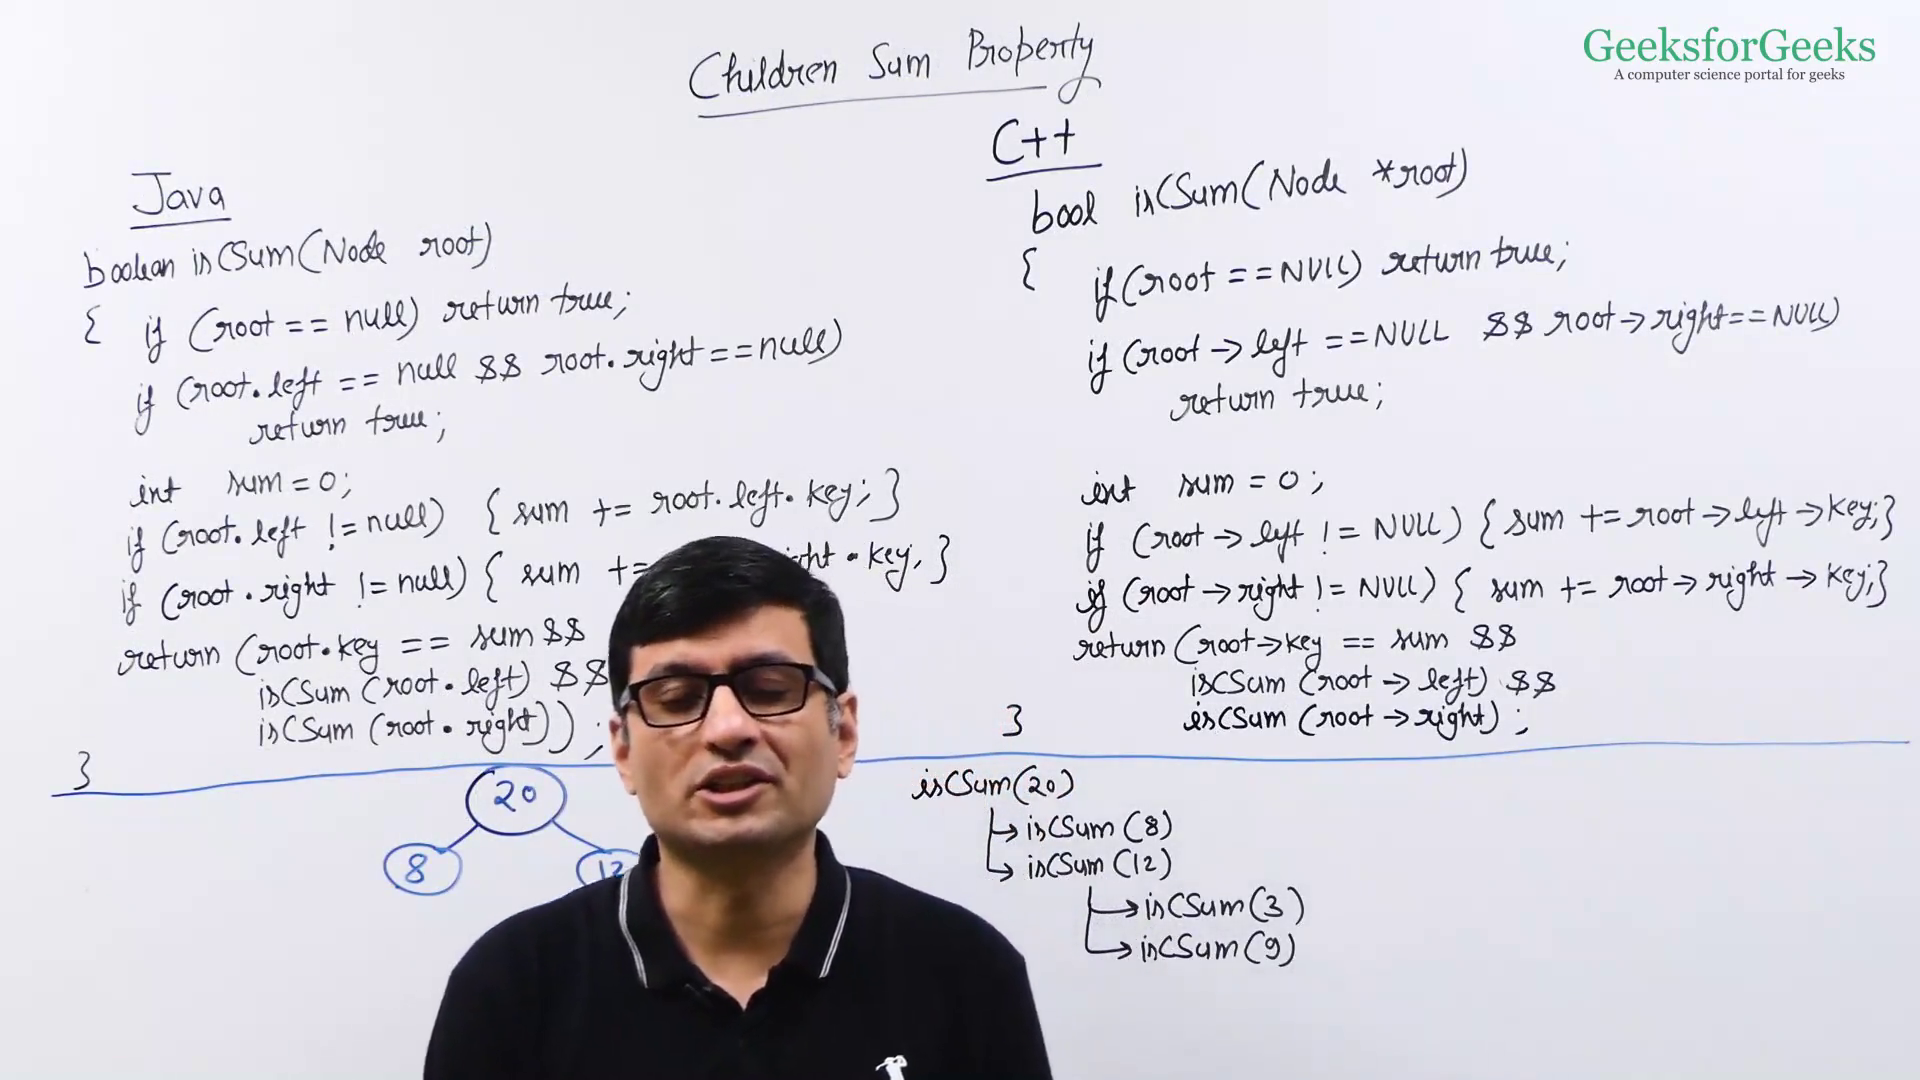 GeeksforGeeks
A computer science portal for geeks
Children Sum Property
Java
boolean isCSum(Node root)
{ if (root == null) return true;
if (root.left == null && root.right==null)
return true;
int sum = 0;
if (root.left != null) { sum += root.left.key; }
if (root.right != null) { sum += key; }
return (root.key == sum &&
isCSum (root.left) &&
isCSum (root.right));
}
C++
bool isCSum(Node *root)
{ if (root == NULL) return true;
if (root->left == NULL && root->right==NULL)
return true;
int sum = 0;
if (root->left != NULL) { sum += root->left->key; }
if (root->right != NULL) { sum += root->right->key; }
return (root->key == sum &&
isCSum (root->left) &&
isCSum (root->right);
}
20
8
12
isCSum(20)
isCSum (8)
isCSum (12)
isCSum (3)
isCSum (9)